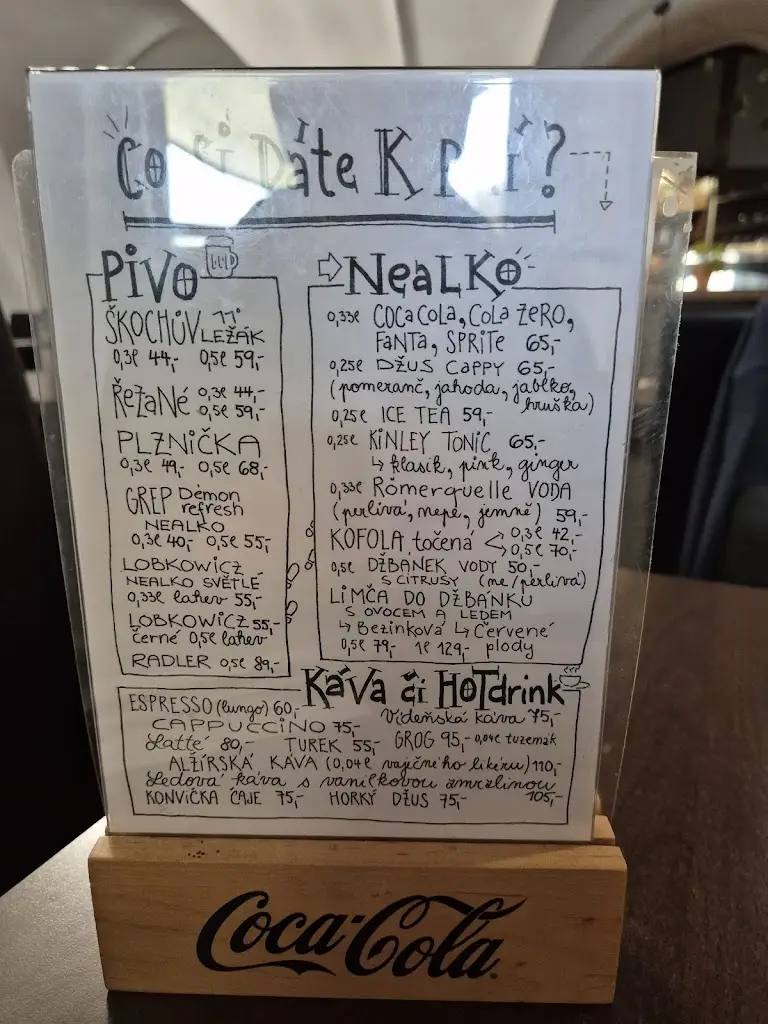 Co Dáte K ?
PIVO
ŠKOCHŮV 11° LEŽÁK
0,3ℓ 44,- 0,5ℓ 59,-
ŘEZANÉ 0,3ℓ 44,-
0,5ℓ 59,-
PLZNIČKA
0,3ℓ 49,- 0,5ℓ 68,-
GREP Démon
refresh
NEALKO
0,3ℓ 40,- 0,5ℓ 55,-
LOBKOWICZ
NEALKO SVĚTLÉ
0,33ℓ lahev 55,-
LOBKOWICZ 55,-
černé 0,5ℓ lahev
RADLER 0,5ℓ 89,-
NEALKO
0,33ℓ COCA COLA, COLA ZERO,
FANTA, SPRITE 65,-
0,25ℓ DŽUS CAPPY 65,-
(pomeranč, jahoda, jablko,
hruška)
0,25ℓ ICE TEA 59,-
0,25ℓ KINLEY TONIC 65,-
↳ klasik, pink, ginger
0,33ℓ Römerquelle VODA
(perlivá, nepe, jemně) 59,-
KOFOLA točená < 0,3ℓ 42,-
0,5ℓ 70,-
0,5ℓ DŽBÁNEK VODY 50,-
S CITRUSY (ne/perlivá)
LIMČA DO DŽBÁNKU
S OVOCEM A LEDEM
↳ Bezinková ↳ Červené
0,5ℓ 79,- 1ℓ 129,- plody
Káva či HOTdrink
ESPRESSO (lungo) 60,- Vídeňská káva 75,-
CAPPUCCINO 75,-
Latté 80,- TUREK 55,- GROG 95,- 0,04ℓ tuzemák
ALŽÍRSKÁ KÁVA (0,04ℓ vaječného likéru) 110,-
Ledová káva s vanilkovou zmrzlinou
KONVIČKA ČAJE 75,- HORKÝ DŽUS 75,- 105,-
Coca-Cola